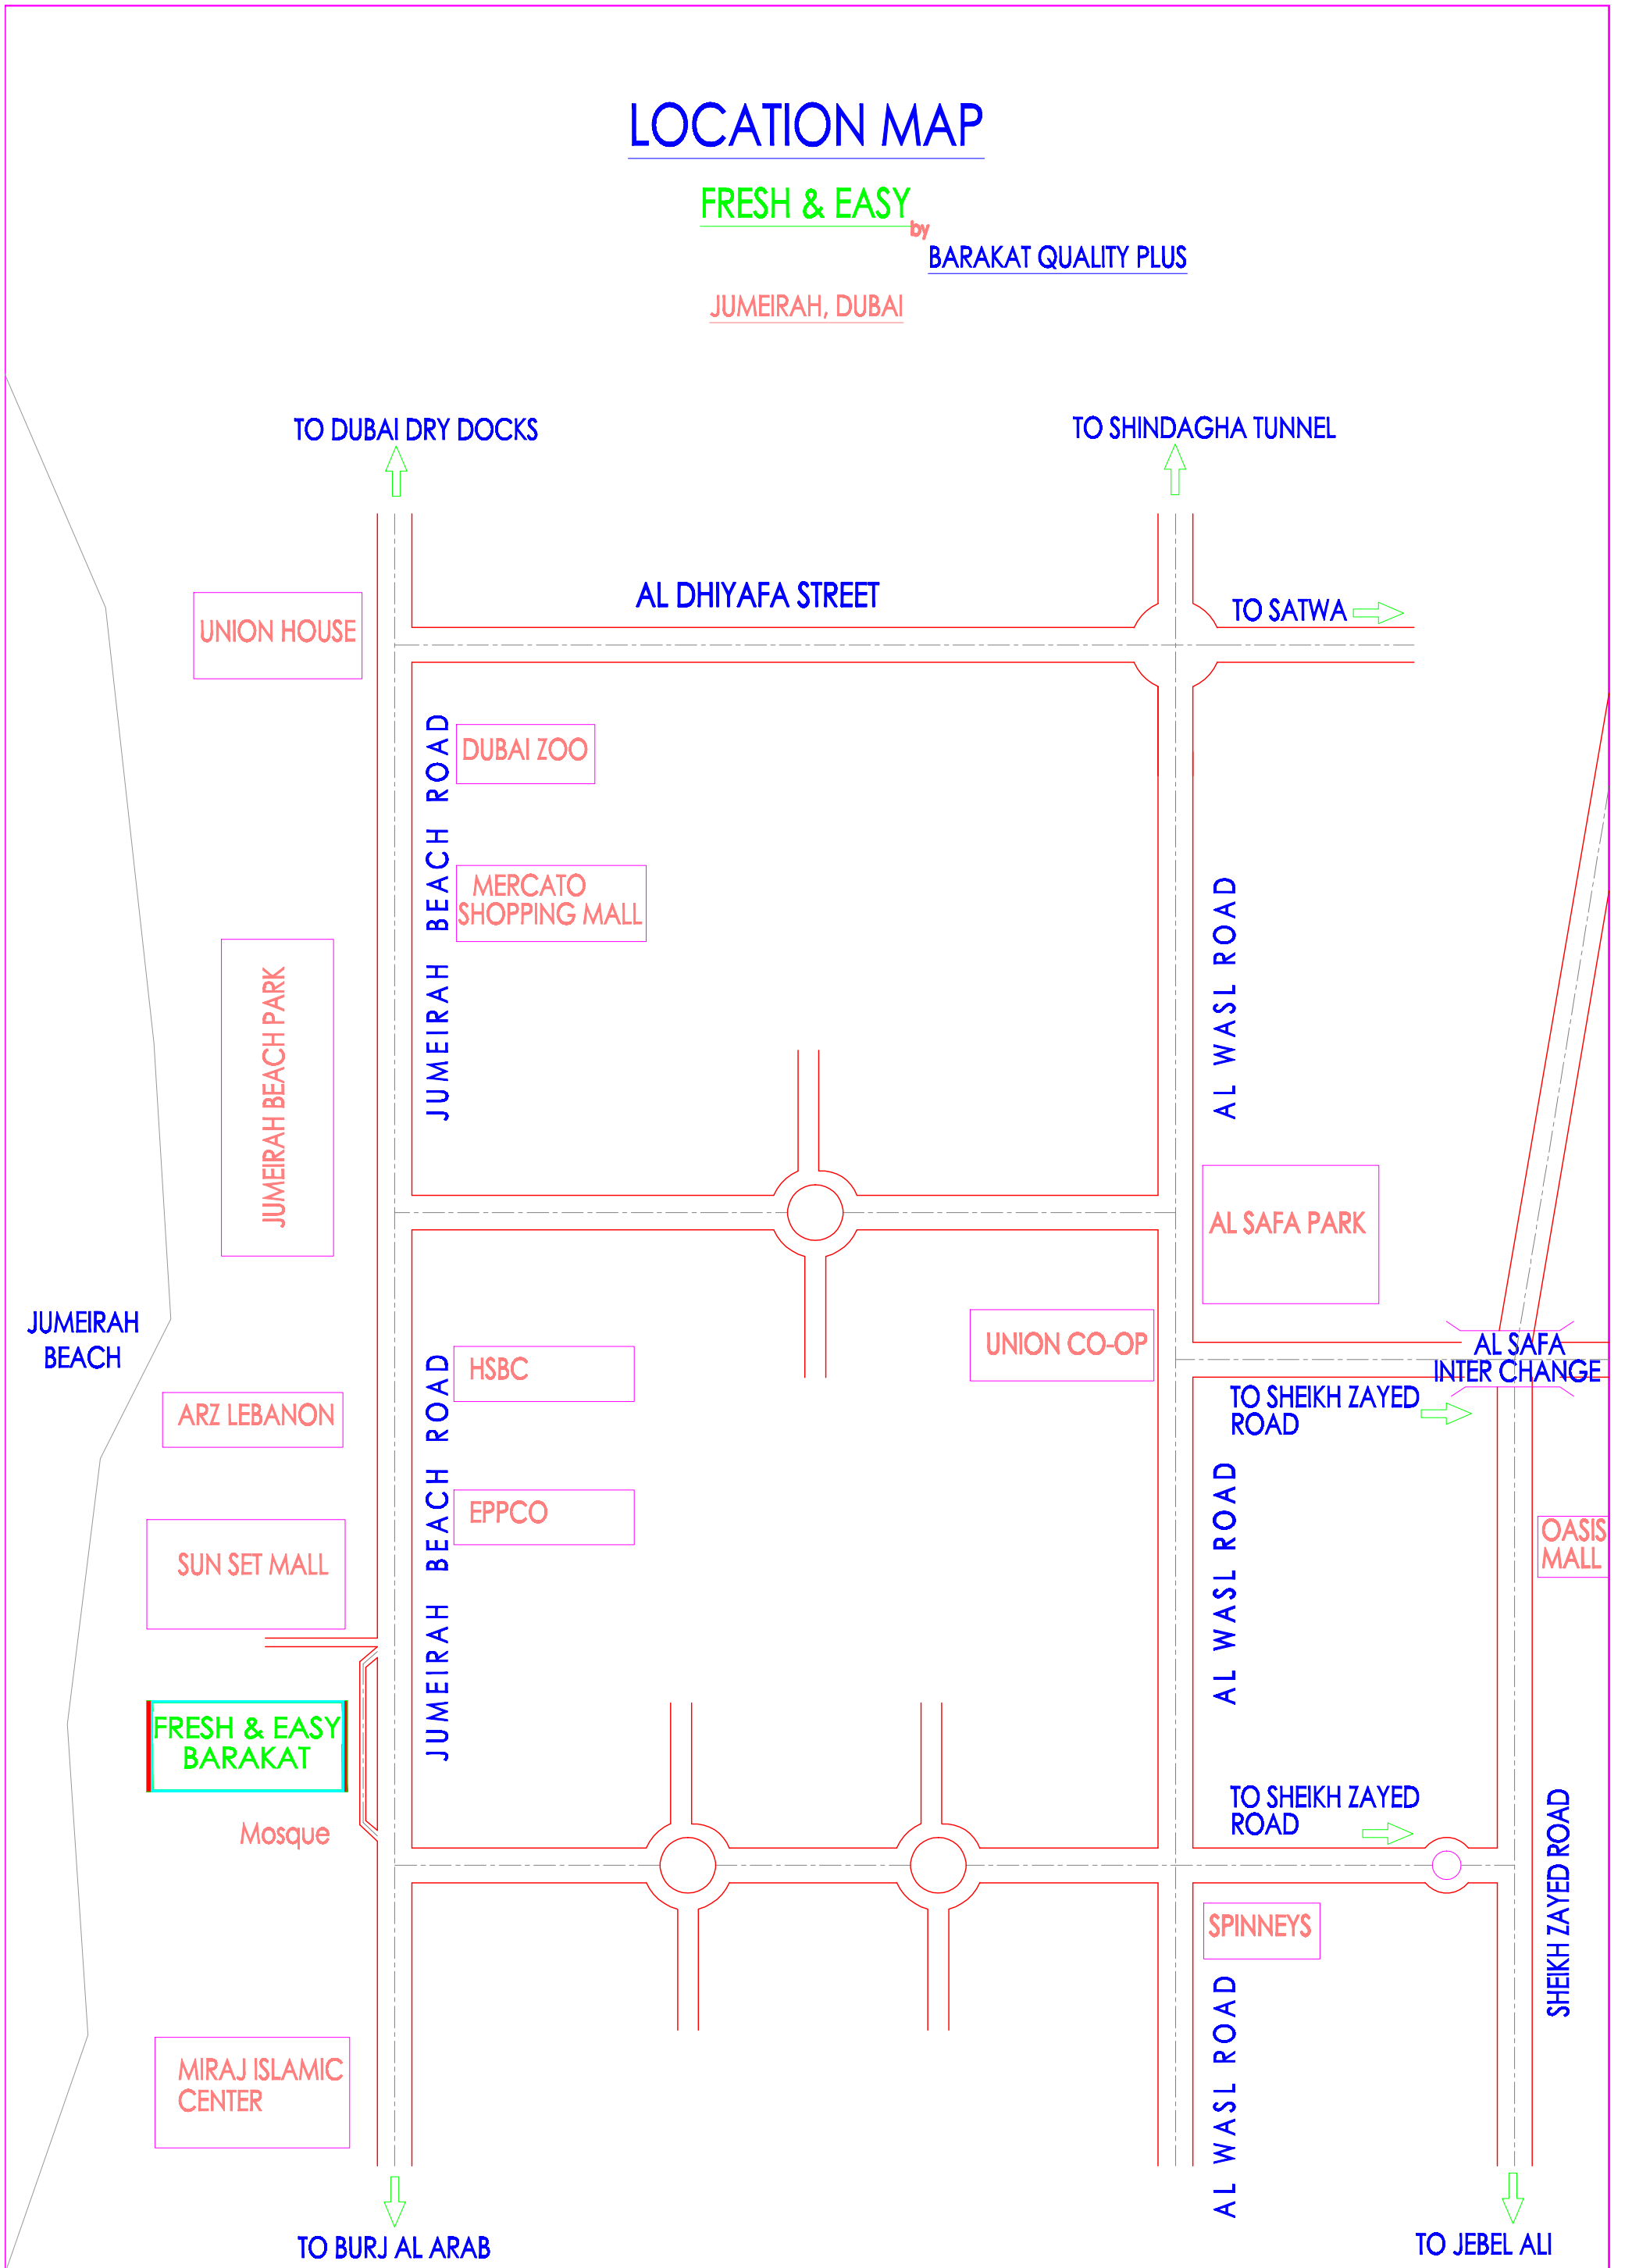 LOCATION MAP
FRESH & EASY
by
BARAKAT QUALITY PLUS
JUMEIRAH, DUBAI
TO DUBAI DRY DOCKS
TO SHINDAGHA TUNNEL
AL DHIYAFA STREET
TO SATWA
UNION HOUSE
JUMEIRAH BEACH ROAD
DUBAI ZOO
MERCATO
SHOPPING MALL
AL WASL ROAD
JUMEIRAH BEACH PARK
AL SAFA PARK
JUMEIRAH
BEACH
UNION CO-OP
AL SAFA
INTER CHANGE
HSBC
TO SHEIKH ZAYED
ROAD
ARZ LEBANON
JUMEIRAH BEACH ROAD
EPPCO
AL WASL ROAD
OASIS
MALL
SUN SET MALL
FRESH & EASY
BARAKAT
Mosque
TO SHEIKH ZAYED
ROAD
SHEIKH ZAYED ROAD
SPINNEYS
AL WASL ROAD
MIRAJ ISLAMIC
CENTER
TO BURJ AL ARAB
TO JEBEL ALI